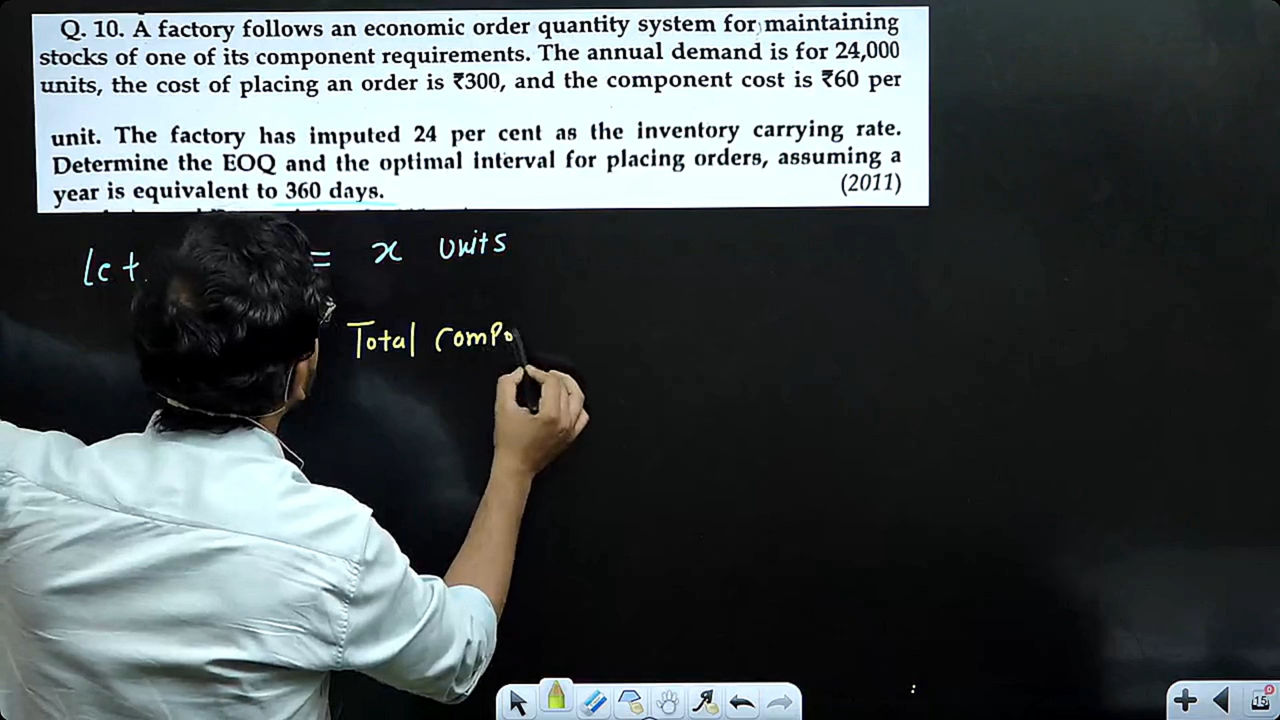 Q. 10. A factory follows an economic order quantity system for maintaining
stocks of one of its component requirements. The annual demand is for 24,000
units, the cost of placing an order is ₹300, and the component cost is ₹60 per
unit. The factory has imputed 24 per cent as the inventory carrying rate.
Determine the EOQ and the optimal interval for placing orders, assuming a
year is equivalent to 360 days.
(2011)
Let = x units
Total compo
15